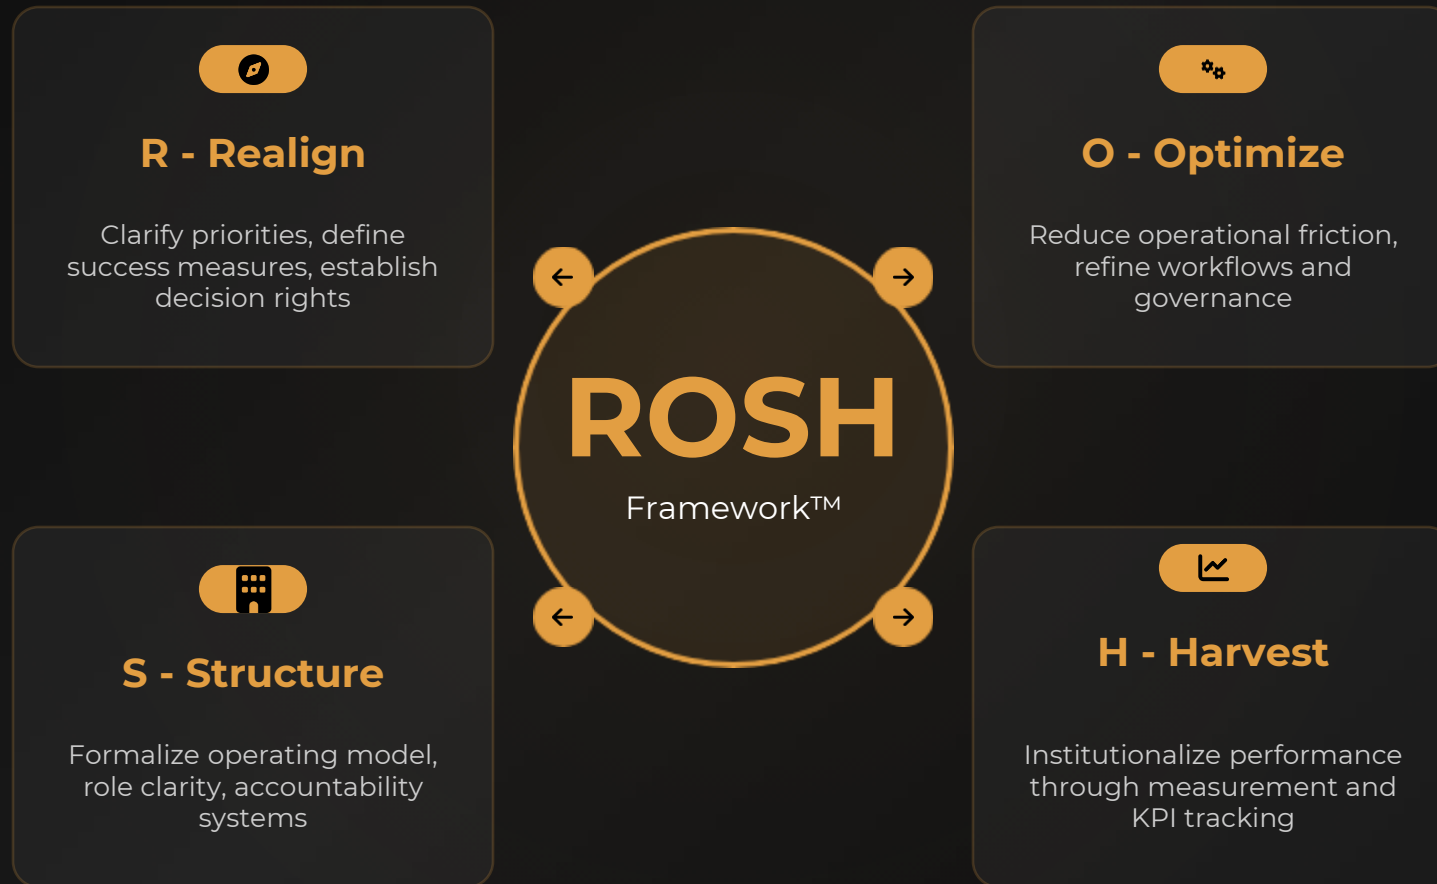 R - Realign
Clarify priorities, define
success measures, establish
decision rights
O - Optimize
Reduce operational friction,
refine workflows and
governance
ROSH
Framework™
S - Structure
Formalize operating model,
role clarity, accountability
systems
H - Harvest
Institutionalize performance
through measurement and
KPI tracking